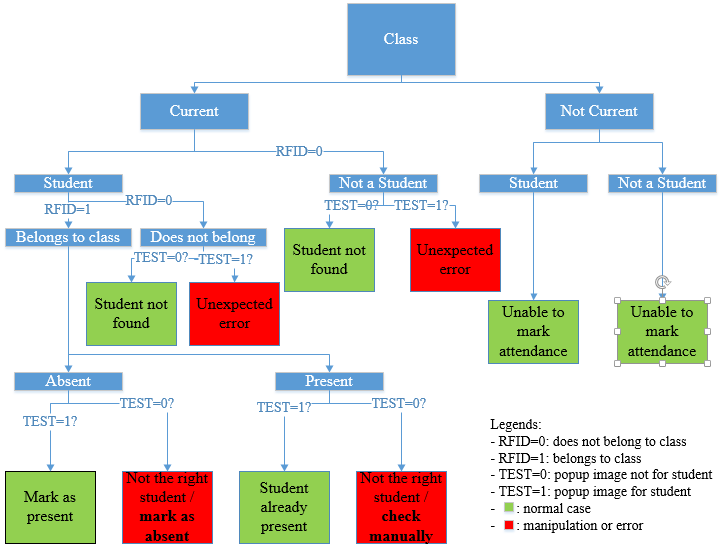 Class
Current
Not Current
RFID=0
Student
Not a Student
Student
Not a Student
RFID=1
RFID=0
TEST=0?
TEST=1?
Belongs to class
Does not belong
Student not
found
Unexpected
error
TEST=0?
TEST=1?
Student not
found
Unexpected
error
Unable to
mark
attendance
Unable to
mark
attendance
Absent
Present
TEST=1?
TEST=0?
TEST=1?
TEST=0?
Mark as
present
Not the right
student /
mark as
absent
Student
already
present
Not the right
student /
check
manually
Legends:
- RFID=0: does not belong to class
- RFID=1: belongs to class
- TEST=0: popup image not for student
- TEST=1: popup image for student
- : normal case
- : manipulation or error